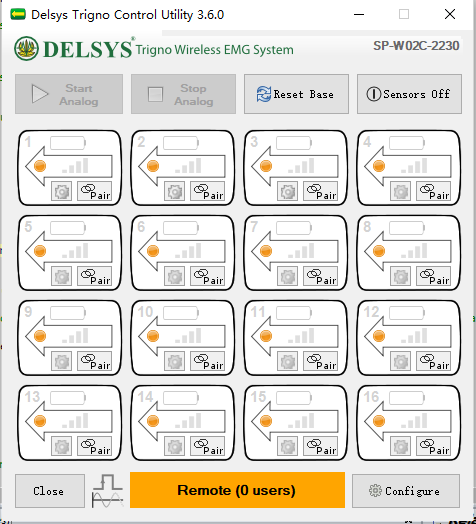 Delsys Trigno Control Utility 3.6.0
DELSYS® Trigno Wireless EMG System
SP-W02C-2230
Start
Analog
Stop
Analog
Reset Base
Sensors Off
1
Pair
2
Pair
3
Pair
4
Pair
5
Pair
6
Pair
7
Pair
8
Pair
9
Pair
10
Pair
11
Pair
12
Pair
13
Pair
14
Pair
15
Pair
16
Pair
Close
Remote (0 users)
Configure